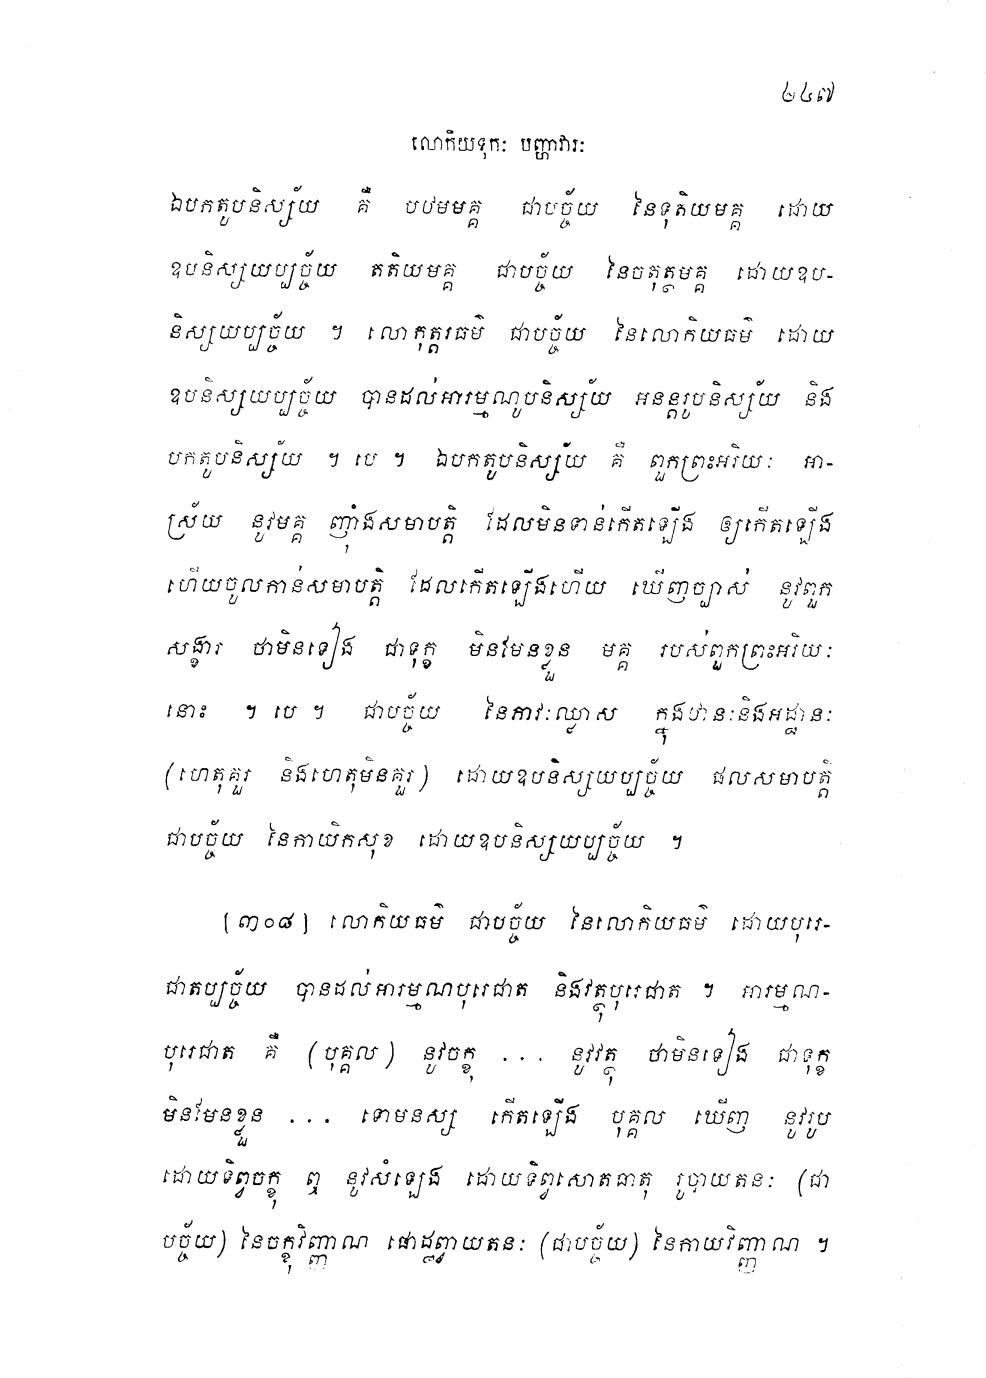 ៤៤៧
លោកិយទុកៈ បញ្ហាវារៈ
ឯបកតូបនិស្ស័យ គឺ បឋមមគ្គ ជាបច្ច័យ នៃទុតិយមគ្គ ដោយ
ឧបនិស្សយប្បច្ច័យ តតិយមគ្គ ជាបច្ច័យ នៃចតុត្ថមគ្គ ដោយឧប-
និស្សយប្បច្ច័យ ។ លោកុត្តរធម៌ ជាបច្ច័យ នៃលោកិយធម៌ ដោយ
ឧបនិស្សយប្បច្ច័យ បានដល់អារម្មណូបនិស្ស័យ អនន្តរូបនិស្ស័យ និង
បកតូបនិស្ស័យ ។ បេ ។ ឯបកតូបនិស្ស័យ គឺ ពួកព្រះអរិយៈ អា-
ស្រ័យ នូវមគ្គ ញុំាងសមាបត្តិ ដែលមិនទាន់កើតឡើង ឲ្យកើតឡើង
ហើយចូលកាន់សមាបត្តិ ដែលកើតឡើងហើយ ឃើញច្បាស់ នូវពួក
សង្ខារ ថាមិនទៀង ជាទុក្ខ មិនមែនខ្លួន មគ្គ របស់ពួកព្រះអរិយៈ
នោះ ។ បេ ។ ជាបច្ច័យ នៃភាវៈឈ្លាស ក្នុងឋានៈនិងអដ្ឋានៈ
(ហេតុគួរ និងហេតុមិនគួរ) ដោយឧបនិស្សយប្បច្ច័យ ផលសមាបត្តិ
ជាបច្ច័យ នៃកាយិកសុខ ដោយឧបនិស្សយប្បច្ច័យ ។
[៣០៨] លោកិយធម៌ ជាបច្ច័យ នៃលោកិយធម៌ ដោយបុរេ-
ជាតប្បច្ច័យ បានដល់អារម្មណបុរេជាត និងវត្ថុបុរេជាត ។ អារម្មណ-
បុរេជាត គឺ (បុគ្គល) នូវចក្ខុ ... នូវវត្ថុ ថាមិនទៀង ជាទុក្ខ
មិនមែនខ្លួន ... ទោមនស្ស កើតឡើង បុគ្គល ឃើញ នូវរូប
ដោយទិព្វចក្ខុ ឮ នូវសំឡេង ដោយទិព្វសោតធាតុ រូបាយតនៈ (ជា
បច្ច័យ) នៃចក្ខុវិញ្ញាណ ផោដ្ឋព្វាយតនៈ (ជាបច្ច័យ) នៃកាយវិញ្ញាណ ។